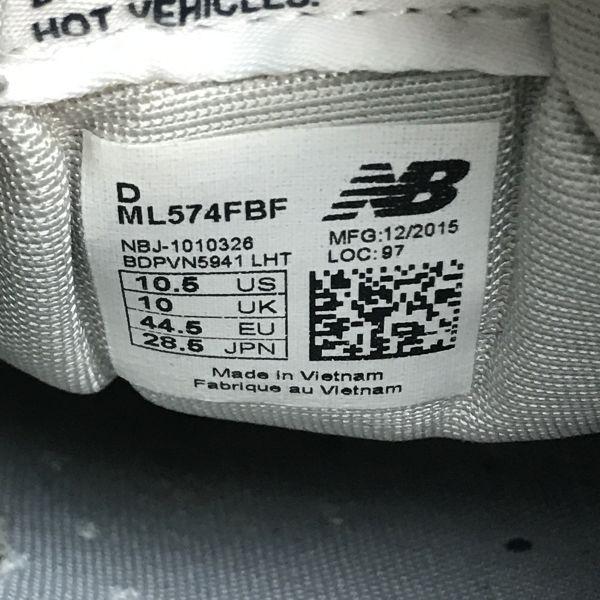 HOT VEHICLES.
D
ML574FBF
NBJ-1010326
BDPVN5941 LHT
10.5 US
10 UK
44.5 EU
28.5 JPN
NB
MFG:12/2015
LOC: 97
Made in Vietnam
Fabrique au Vietnam